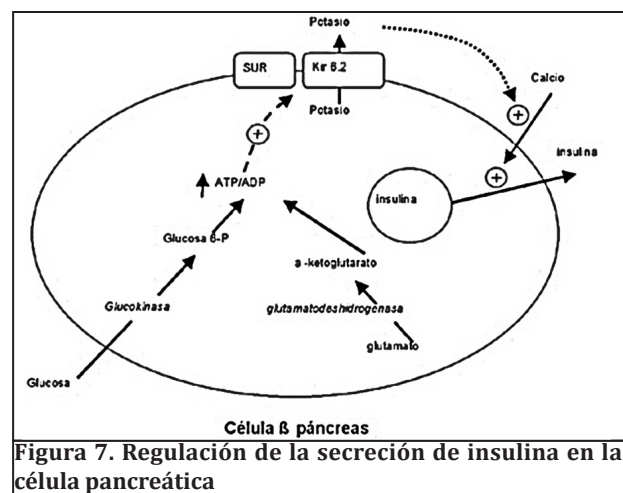 Potasio
SUR
Kir 6.2
Potasio
Calcio
+
+
+
insulina
insulina
ATP/ADP
Glucosa 6-P
a-ketoglutarato
Glucokinasa
glutamatodeshidrogenasa
glutamato
Glucosa
Célula ß páncreas
Figura 7. Regulación de la secreción de insulina en la
célula pancreática